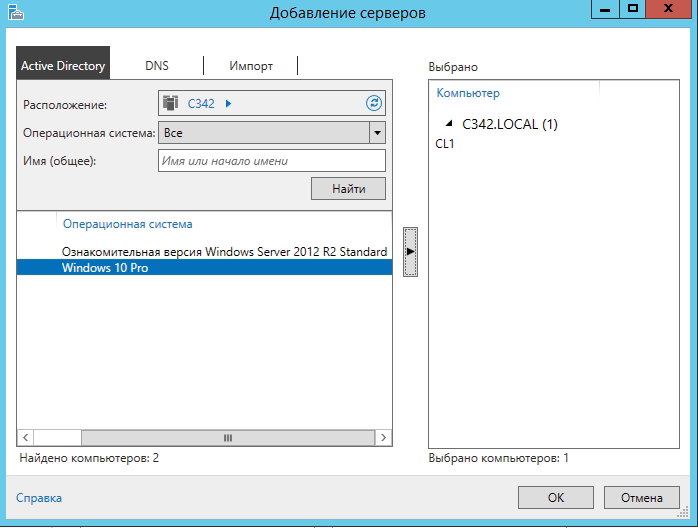 Добавление серверов
Active Directory
DNS
Импорт
Расположение:
C342
Операционная система:
Все
Имя (общее):
Имя или начало имени
Найти
Операционная система
Ознакомительная версия Windows Server 2012 R2 Standard
Windows 10 Pro
Найдено компьютеров: 2
Выбрано
Компьютер
C342.LOCAL (1)
CL1
Выбрано компьютеров: 1
Справка
ОК
Отмена